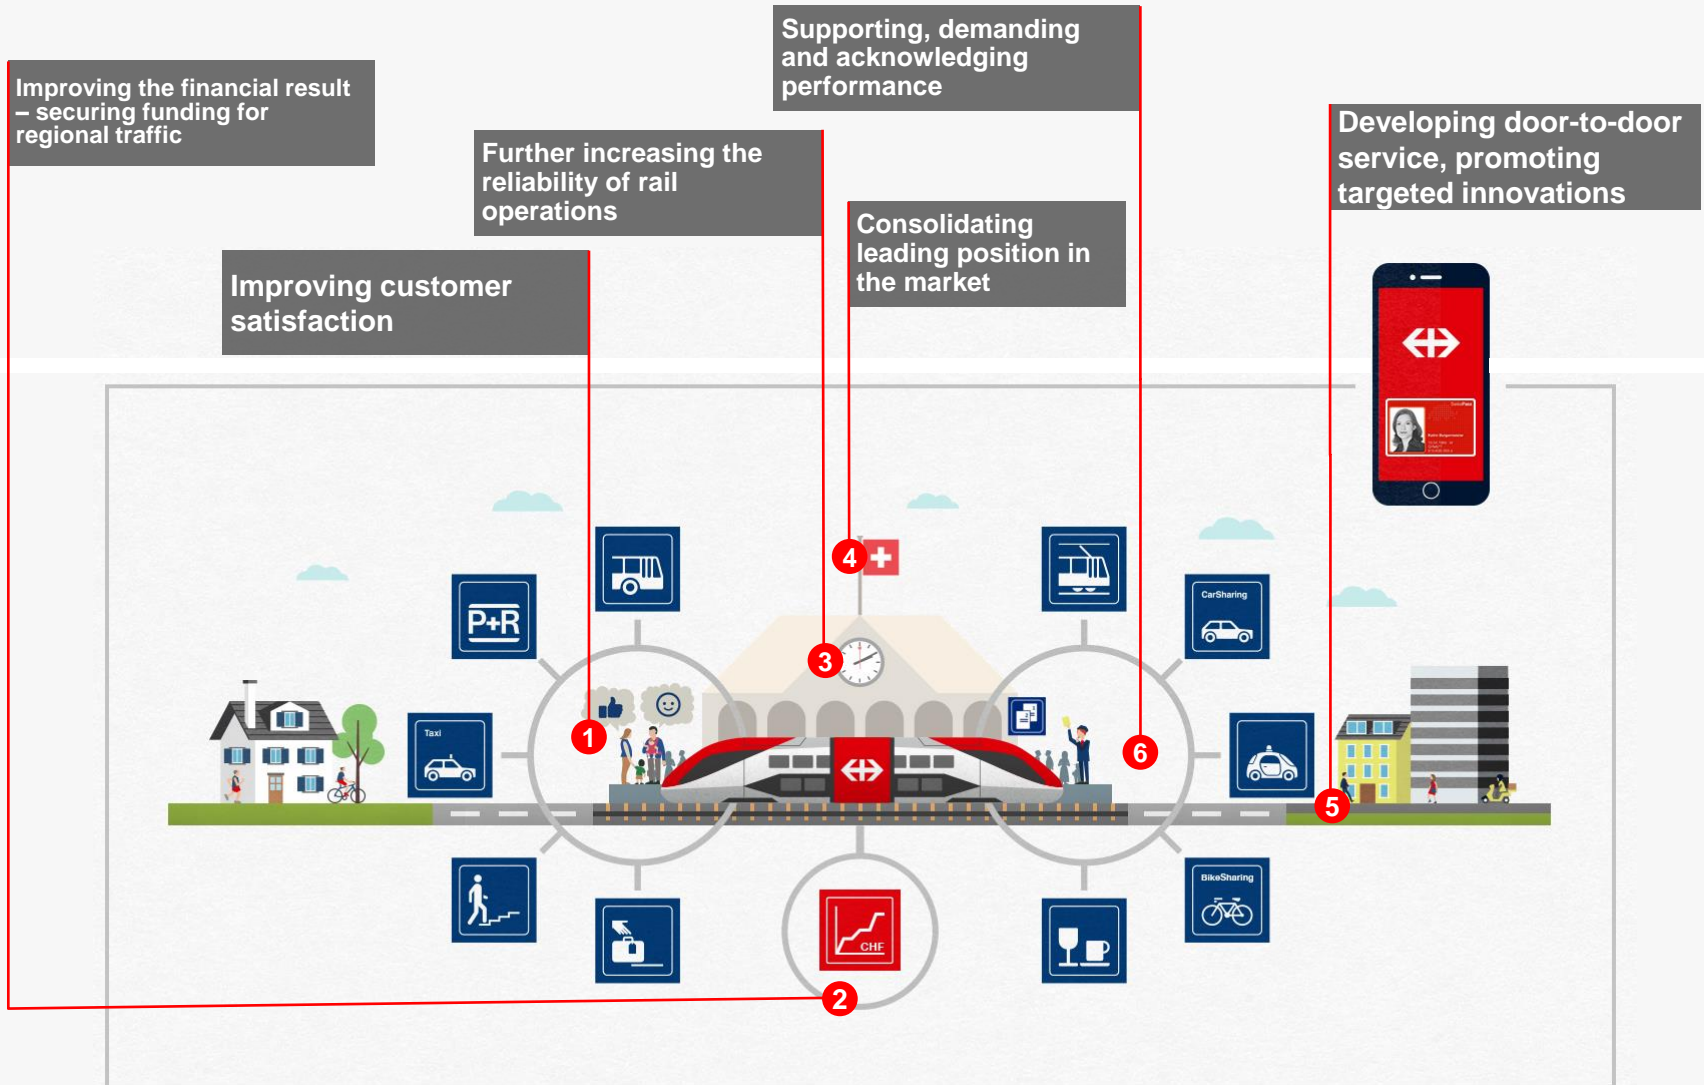 Supporting, demanding
and acknowledging
performance
Improving the financial result
– securing funding for
regional traffic
Developing door-to-door
service, promoting
targeted innovations
Further increasing the
reliability of rail
operations
Consolidating
leading position in
the market
Improving customer
satisfaction
SwissPass
4
CarSharing
P+R
3
Taxi
1
6
5
BikeSharing
CHF
2